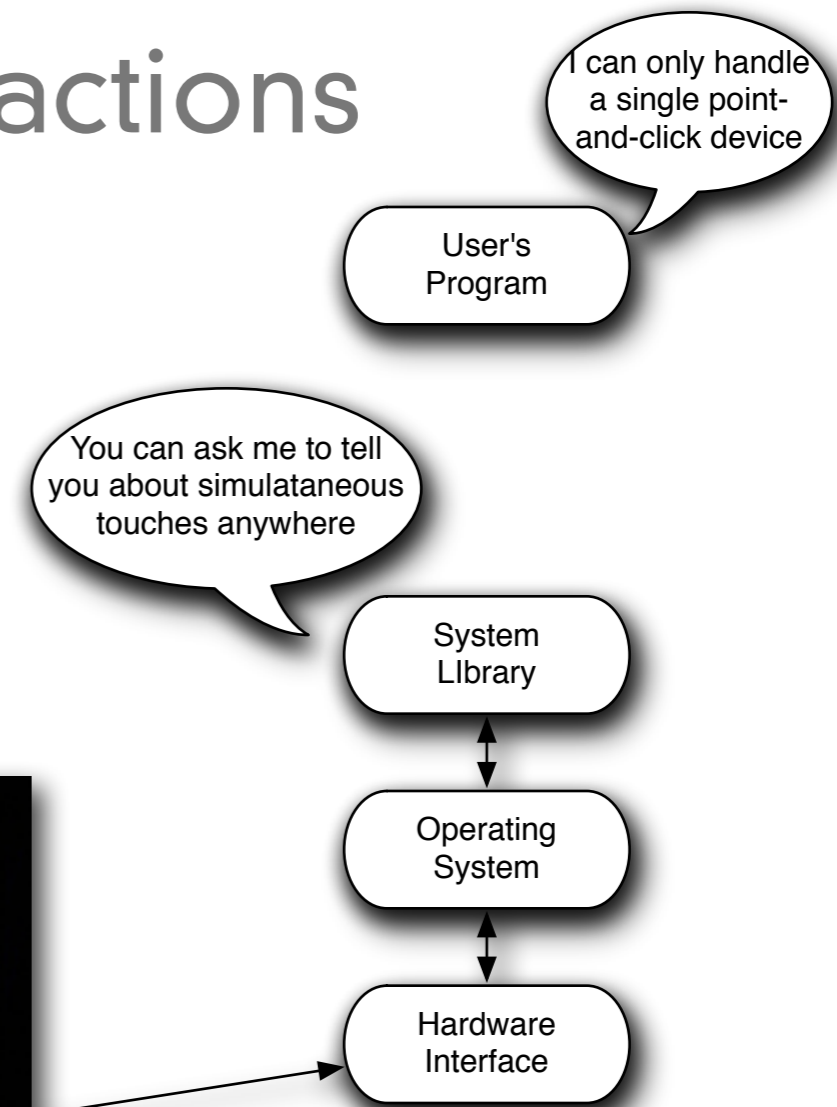 actions
I can only handle
a single point-
and-click device
User's
Program
You can ask me to tell
you about simulataneous
touches anywhere
System
LIbrary
Operating
System
Hardware
Interface